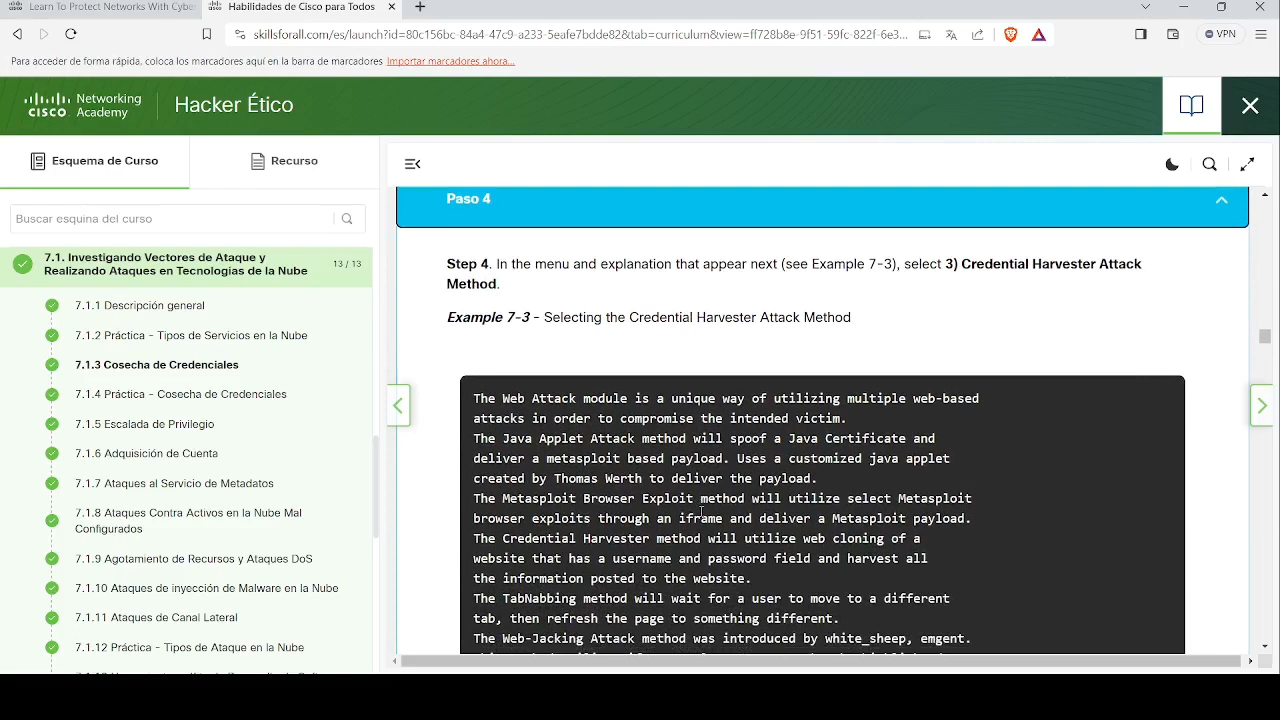 Learn To Protect Networks With Cyber
Habilidades de Cisco para Todos
skillsforall.com/es/launch?id=80c156bc-84a4-47c9-a233-5eafe7bdde82&tab=curriculum&view=ff728b8e-9f51-59fc-822f-6e3...
VPN
Para acceder de forma rápida, coloca los marcadores aquí en la barra de marcadores Importar marcadores ahora...
Networking
CISCO Academy
Hacker Ético
Esquema de Curso
Recurso
Buscar esquina del curso
7.1. Investigando Vectores de Ataque y
Realizando Ataques en Tecnologías de la Nube
13 / 13
7.1.1 Descripción general
7.1.2 Práctica - Tipos de Servicios en la Nube
7.1.3 Cosecha de Credenciales
7.1.4 Práctica - Cosecha de Credenciales
7.1.5 Escalada de Privilegio
7.1.6 Adquisición de Cuenta
7.1.7 Ataques al Servicio de Metadatos
7.1.8 Ataques Contra Activos en la Nube Mal
Configurados
7.1.9 Agotamiento de Recursos y Ataques DoS
7.1.10 Ataques de inyección de Malware en la Nube
7.1.11 Ataques de Canal Lateral
7.1.12 Práctica - Tipos de Ataque en la Nube
Paso 4
Step 4. In the menu and explanation that appear next (see Example 7-3), select 3) Credential Harvester Attack
Method.
Example 7-3 - Selecting the Credential Harvester Attack Method
The Web Attack module is a unique way of utilizing multiple web-based
attacks in order to compromise the intended victim.
The Java Applet Attack method will spoof a Java Certificate and
deliver a metasploit based payload. Uses a customized java applet
created by Thomas Werth to deliver the payload.
The Metasploit Browser Exploit method will utilize select Metasploit
browser exploits through an iframe and deliver a Metasploit payload.
The Credential Harvester method will utilize web cloning of a
website that has a username and password field and harvest all
the information posted to the website.
The TabNabbing method will wait for a user to move to a different
tab, then refresh the page to something different.
The Web-Jacking Attack method was introduced by white_sheep, emgent.